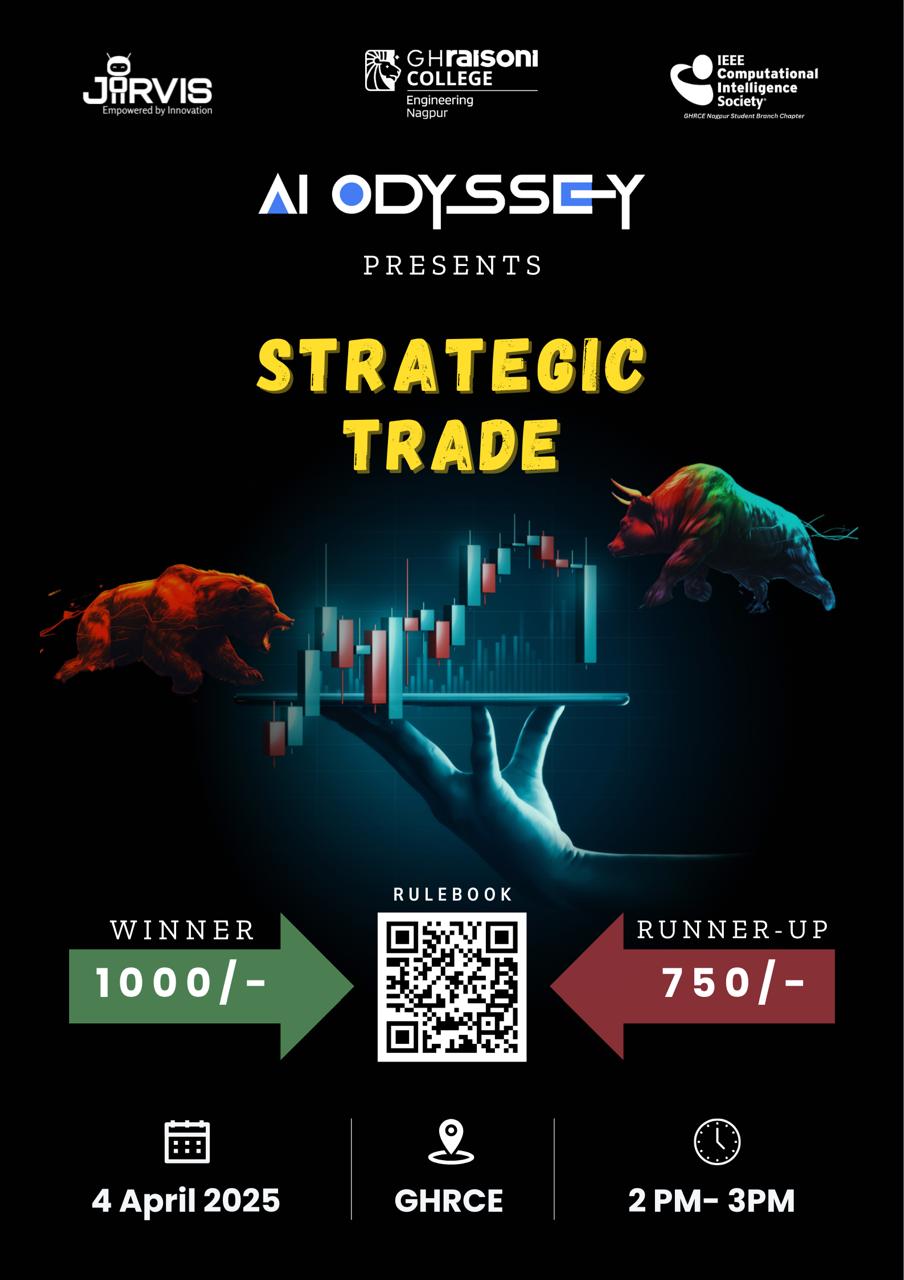 JARVIS
Empowered by Innovation
GHraisoni
COLLEGE
Engineering
Nagpur
IEEE
Computational
Intelligence
Society
GHRCE Nagpur Student Branch Chapter
AI ODYSSEY
PRESENTS
STRATEGIC
TRADE
RULEBOOK
WINNER
1000/-
RUNNER-UP
750/-
4 April 2025
GHRCE
2 PM- 3PM